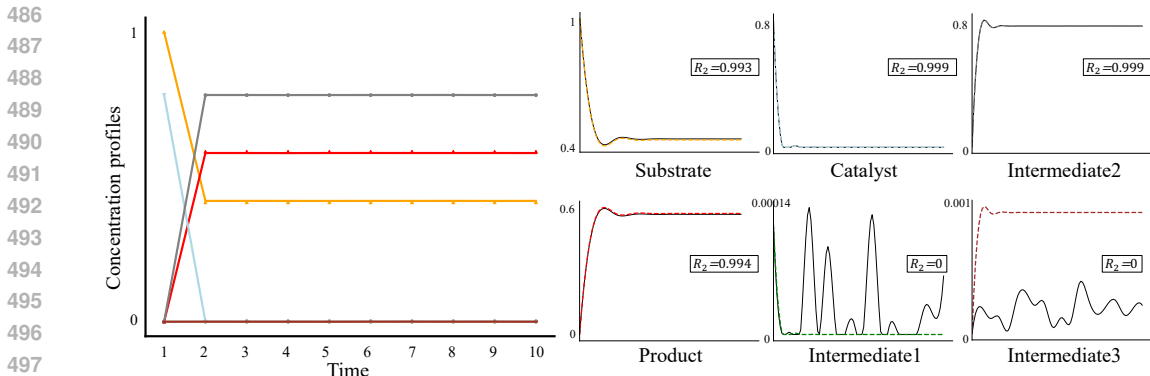 486
487
488
489
490
491
492
493
494
495
496
497
Concentration profiles
1
0
1 2 3 4 5 6 7 8 9 10
Time
1
0.4
R₂=0.993
Substrate
0.8
0
R₂=0.999
Catalyst
0.8
0
R₂=0.999
Intermediate2
0.6
0
R₂=0.994
Product
0.00014
0
R₂=0
Intermediate1
0.001
0
R₂=0
Intermediate3